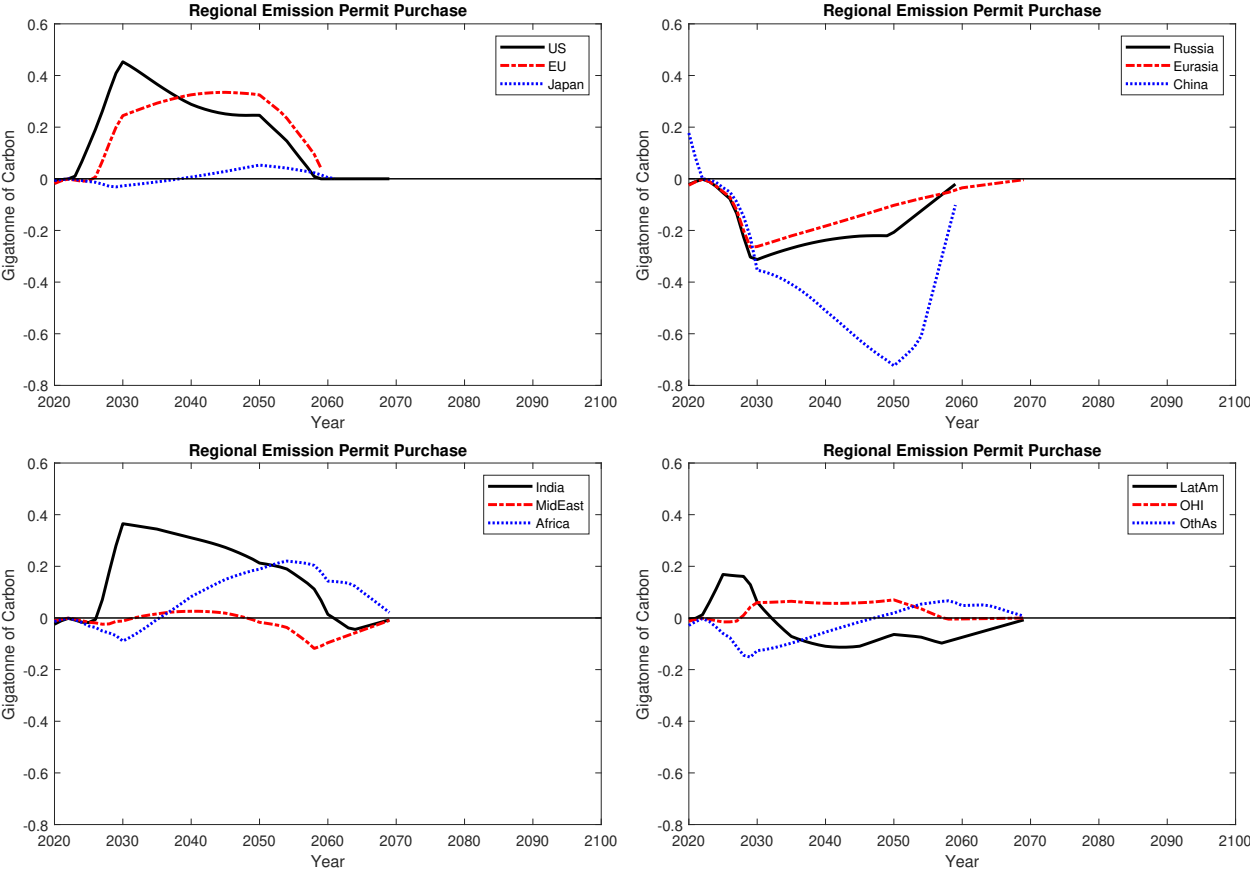 Regional Emission Permit Purchase
0.6
0.4
0.2
0
-0.2
-0.4
-0.6
-0.8
Gigatonne of Carbon
2020 2030 2040 2050 2060 2070 2080 2090 2100
Year
US
EU
Japan
Regional Emission Permit Purchase
0.6
0.4
0.2
0
-0.2
-0.4
-0.6
-0.8
Gigatonne of Carbon
2020 2030 2040 2050 2060 2070 2080 2090 2100
Year
Russia
Eurasia
China
Regional Emission Permit Purchase
0.6
0.4
0.2
0
-0.2
-0.4
-0.6
-0.8
Gigatonne of Carbon
2020 2030 2040 2050 2060 2070 2080 2090 2100
Year
India
MidEast
Africa
Regional Emission Permit Purchase
0.6
0.4
0.2
0
-0.2
-0.4
-0.6
-0.8
Gigatonne of Carbon
2020 2030 2040 2050 2060 2070 2080 2090 2100
Year
LatAm
OHI
OthAs